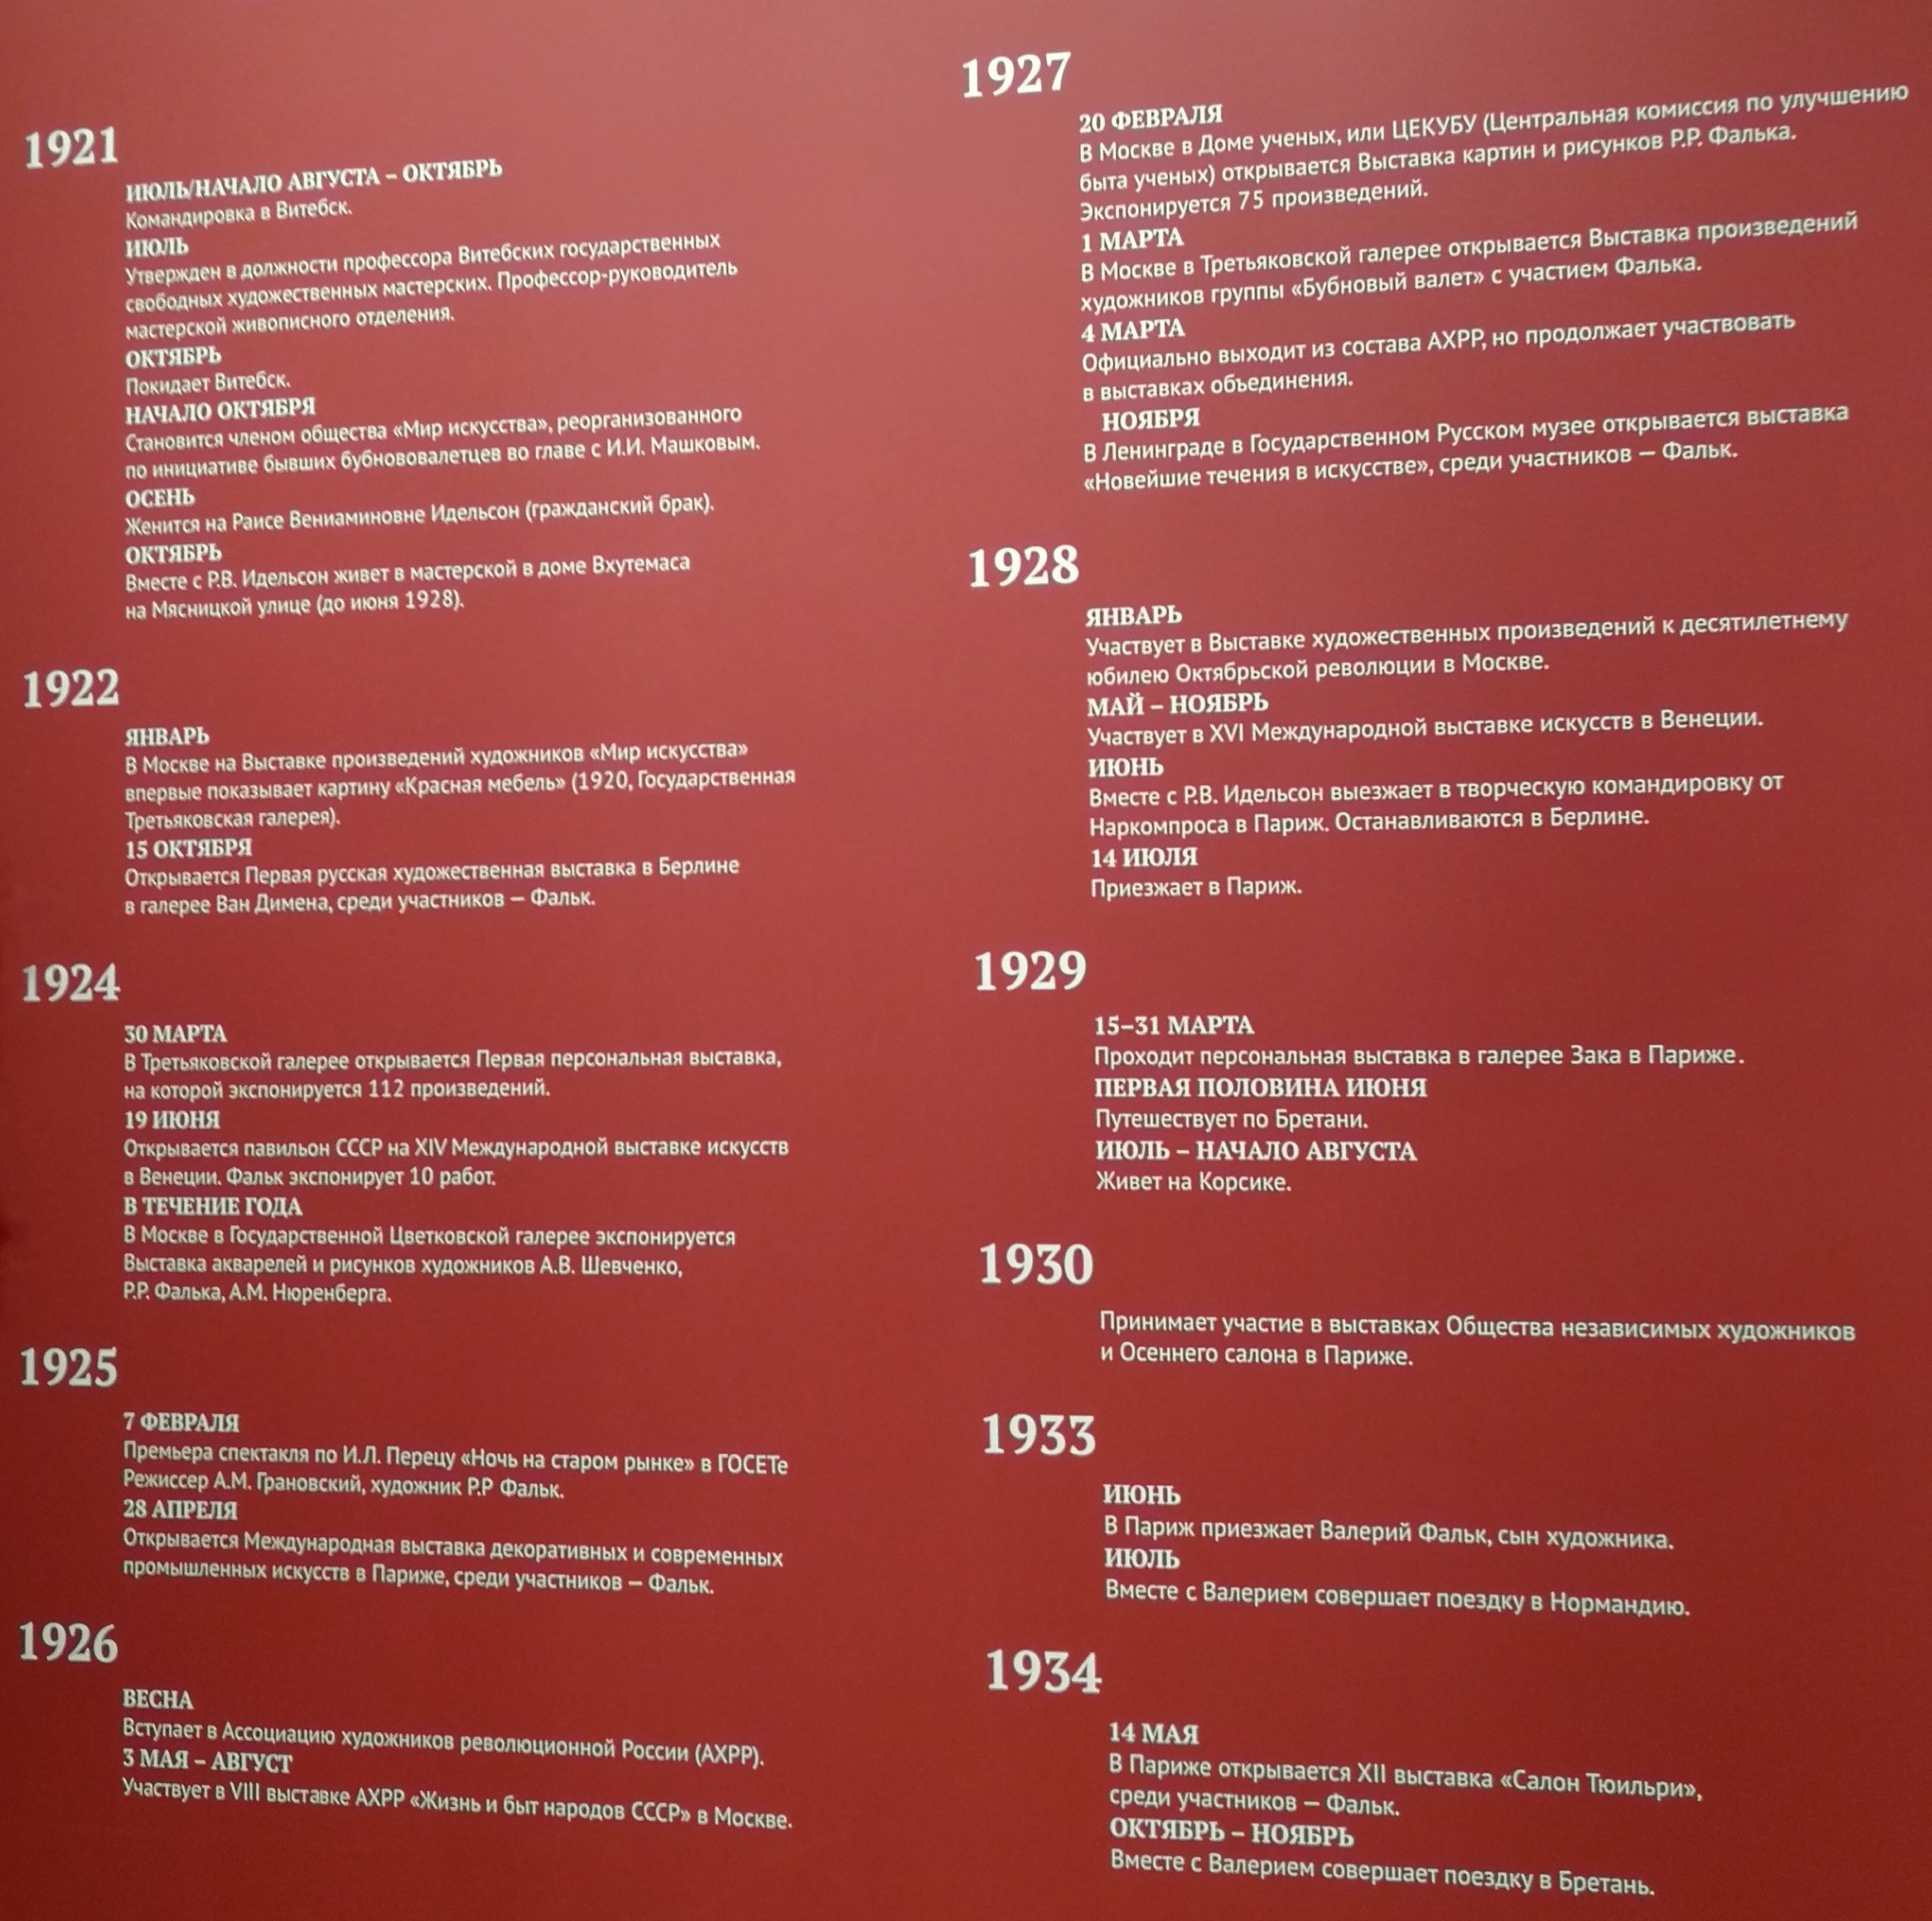 1921
ИЮЛЬ/НАЧАЛО АВГУСТА – ОКТЯБРЬ
Командировка в Витебск.
ИЮЛЬ
Утвержден в должности профессора Витебских государственных
свободных художественных мастерских. Профессор-руководитель
мастерской живописного отделения.
ОКТЯБРЬ
Покидает Витебск.
НАЧАЛО ОКТЯБРЯ
Становится членом общества «Мир искусства», реорганизованного
по инициативе бывших бубнововалетцев во главе с И.И. Машковым.
ОСЕНЬ
Женится на Раисе Вениаминовне Идельсон (гражданский брак).
ОКТЯБРЬ
Вместе с Р.В. Идельсон живет в мастерской в доме Вхутемаса
на Мясницкой улице (до июня 1928).
1922
ЯНВАРЬ
В Москве на Выставке произведений художников «Мир искусства»
впервые показывает картину «Красная мебель» (1920, Государственная
Третьяковская галерея).
15 ОКТЯБРЯ
Открывается Первая русская художественная выставка в Берлине
в галерее Ван Димена, среди участников — Фальк.
1924
30 МАРТА
В Третьяковской галерее открывается Первая персональная выставка,
на которой экспонируется 112 произведений.
19 ИЮНЯ
Открывается павильон СССР на XIV Международной выставке искусств
в Венеции. Фальк экспонирует 10 работ.
В ТЕЧЕНИЕ ГОДА
В Москве в Государственной Цветковской галерее экспонируется
Выставка акварелей и рисунков художников А.В. Шевченко,
Р.Р. Фалька, А.М. Нюренберга.
1925
7 ФЕВРАЛЯ
Премьера спектакля по И.Л. Перецу «Ночь на старом рынке» в ГОСЕТе
Режиссер А.М. Грановский, художник Р.Р Фальк.
28 АПРЕЛЯ
Открывается Международная выставка декоративных и современных
промышленных искусств в Париже, среди участников — Фальк.
1926
ВЕСНА
Вступает в Ассоциацию художников революционной России (АХРР).
3 МАЯ – АВГУСТ
Участвует в VIII выставке АХРР «Жизнь и быт народов СССР» в Москве.
1927
20 ФЕВРАЛЯ
В Москве в Доме ученых, или ЦЕКУБУ (Центральная комиссия по улучшению
быта ученых) открывается Выставка картин и рисунков Р.Р. Фалька.
Экспонируется 75 произведений.
1 МАРТА
В Москве в Третьяковской галерее открывается Выставка произведений
художников группы «Бубновый валет» с участием Фалька.
4 МАРТА
Официально выходит из состава АХРР, но продолжает участвовать
в выставках объединения.
НОЯБРЯ
В Ленинграде в Государственном Русском музее открывается выставка
«Новейшие течения в искусстве», среди участников — Фальк.
1928
ЯНВАРЬ
Участвует в Выставке художественных произведений к десятилетнему
юбилею Октябрьской революции в Москве.
МАЙ – НОЯБРЬ
Участвует в XVI Международной выставке искусств в Венеции.
ИЮНЬ
Вместе с Р.В. Идельсон выезжает в творческую командировку от
Наркомпроса в Париж. Останавливаются в Берлине.
14 ИЮЛЯ
Приезжает в Париж.
1929
15–31 МАРТА
Проходит персональная выставка в галерее Зака в Париже.
ПЕРВАЯ ПОЛОВИНА ИЮНЯ
Путешествует по Бретани.
ИЮЛЬ – НАЧАЛО АВГУСТА
Живет на Корсике.
1930
Принимает участие в выставках Общества независимых художников
и Осеннего салона в Париже.
1933
ИЮНЬ
В Париж приезжает Валерий Фальк, сын художника.
ИЮЛЬ
Вместе с Валерием совершает поездку в Нормандию.
1934
14 МАЯ
В Париже открывается XII выставка «Салон Тюильри»,
среди участников — Фальк.
ОКТЯБРЬ – НОЯБРЬ
Вместе с Валерием совершает поездку в Бретань.